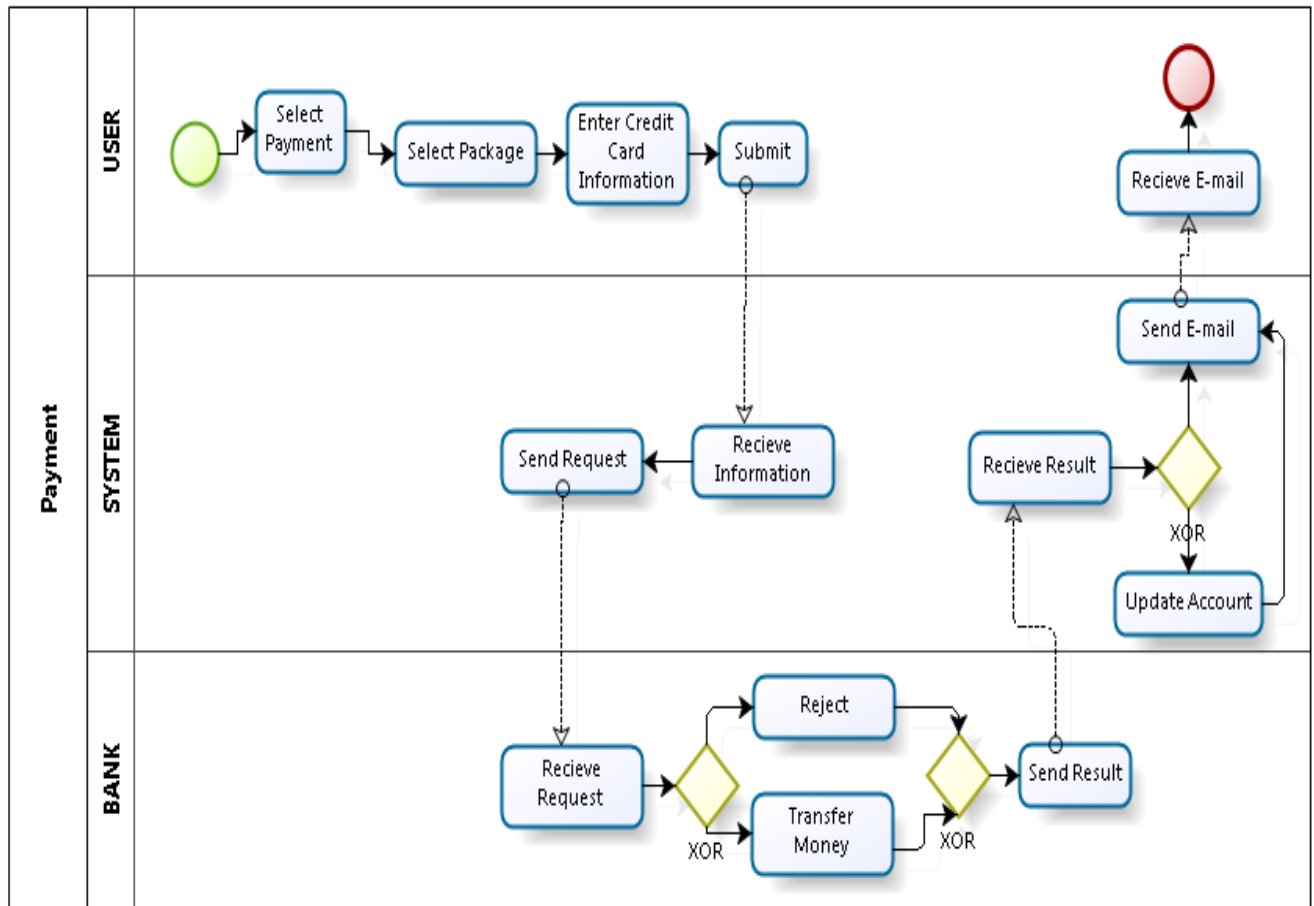 Payment
USER
Select
Payment
Select Package
Enter Credit
Card
Information
Submit
Recieve E-mail
SYSTEM
Send E-mail
Send Request
Recieve
Information
Recieve Result
XOR
Update Account
BANK
Recieve
Request
XOR
Reject
Transfer
Money
XOR
Send Result